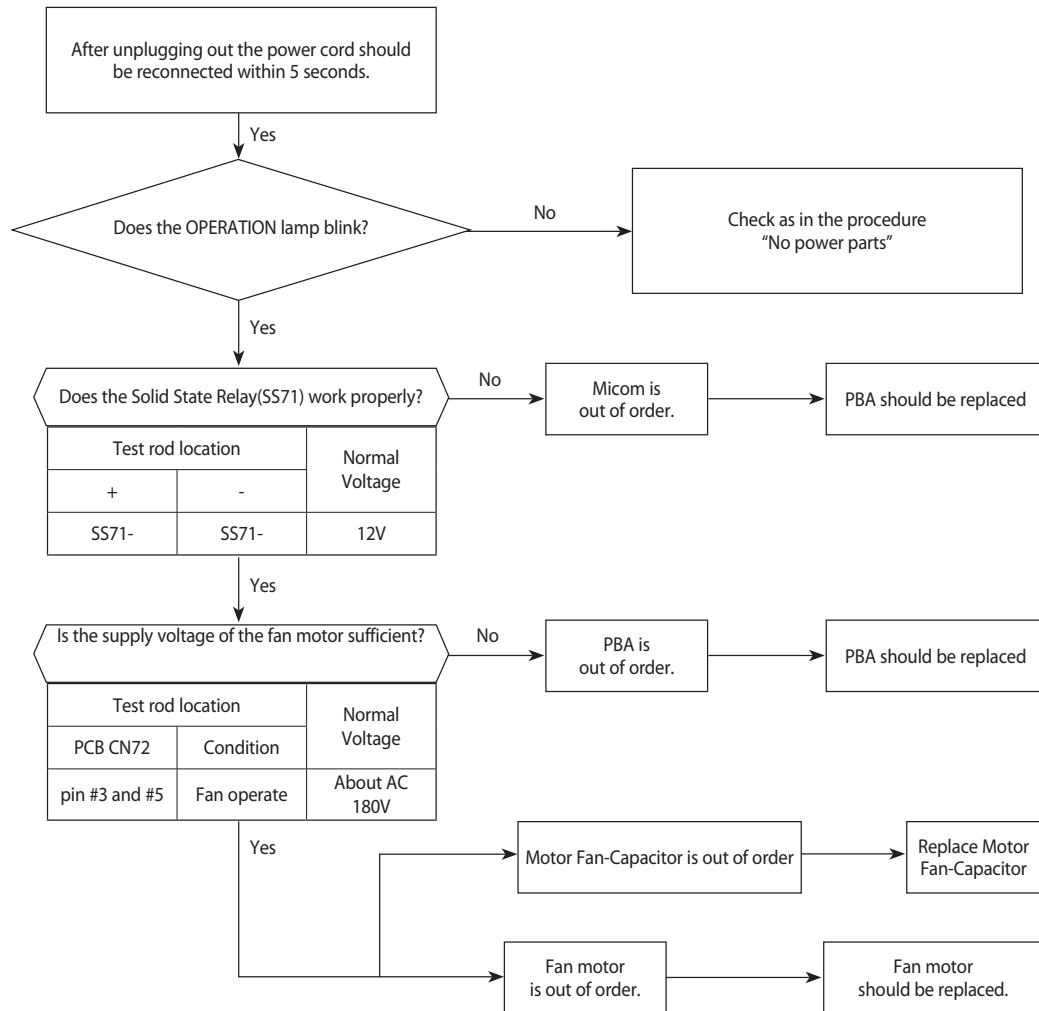 After unplugging out the power cord should
be reconnected within 5 seconds.
Yes
Does the OPERATION lamp blink?
No
Check as in the procedure
“No power parts”
Yes
Does the Solid State Relay(SS71) work properly?
No
Micom is
out of order.
PBA should be replaced
Test rod location
Normal
Voltage
+
-
SS71-
SS71-
12V
Yes
Is the supply voltage of the fan motor sufficient?
No
PBA is
out of order.
PBA should be replaced
Test rod location
Normal
Voltage
PCB CN72
Condition
pin #3 and #5
Fan operate
About AC
180V
Yes
Motor Fan-Capacitor is out of order
Replace Motor
Fan-Capacitor
Fan motor
is out of order.
Fan motor
should be replaced.